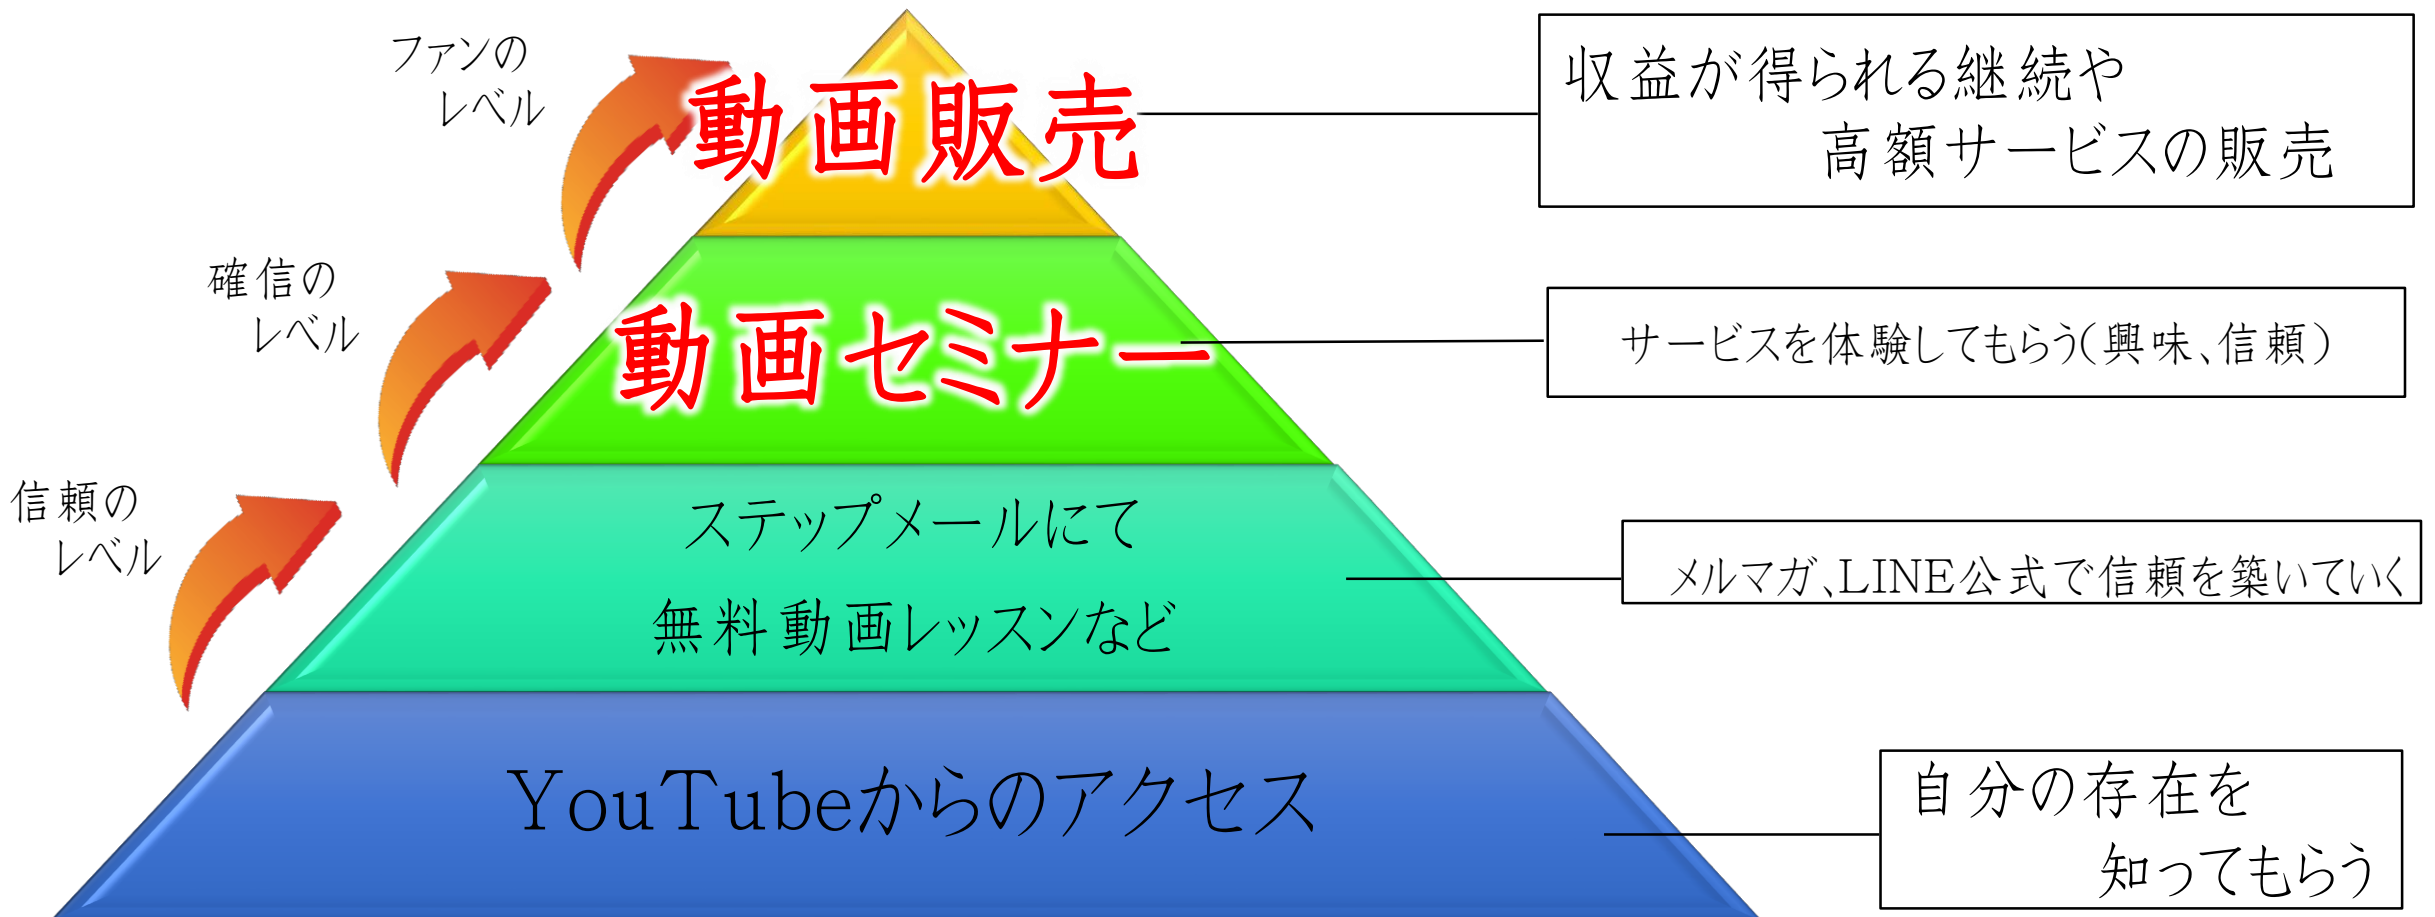 ファンの
レベル
動画販売
収益が得られる継続や
高額サービスの販売
確信の
レベル
動画セミナー
サービスを体験してもらう(興味、信頼)
信頼の
レベル
ステップメールにて
無料動画レッスンなど
メルマガ、LINE公式で信頼を築いていく
YouTubeからのアクセス
自分の存在を
知ってもらう